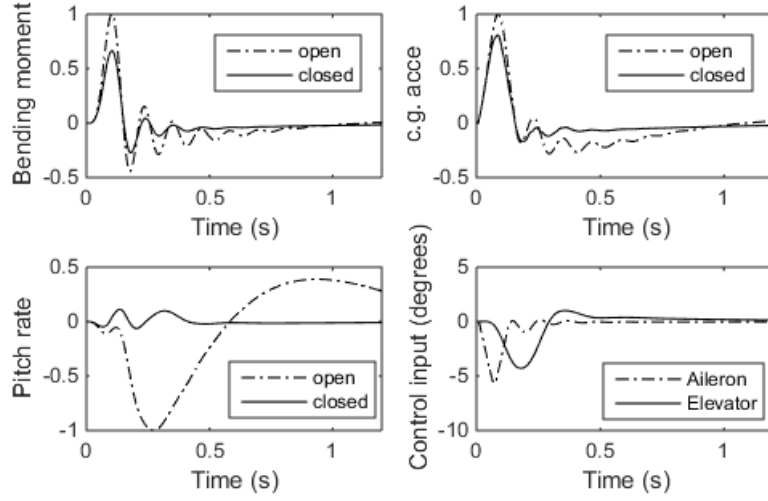 Bending moment
1
0.5
0
-0.5
0
0.5
1
Time (s)
open
closed
c.g. acce
1
0.5
0
-0.5
0
0.5
1
Time (s)
open
closed
Pitch rate
0.5
0
-0.5
-1
0
0.5
1
Time (s)
open
closed
Control input (degrees)
5
0
-5
-10
0
0.5
1
Time (s)
Aileron
Elevator